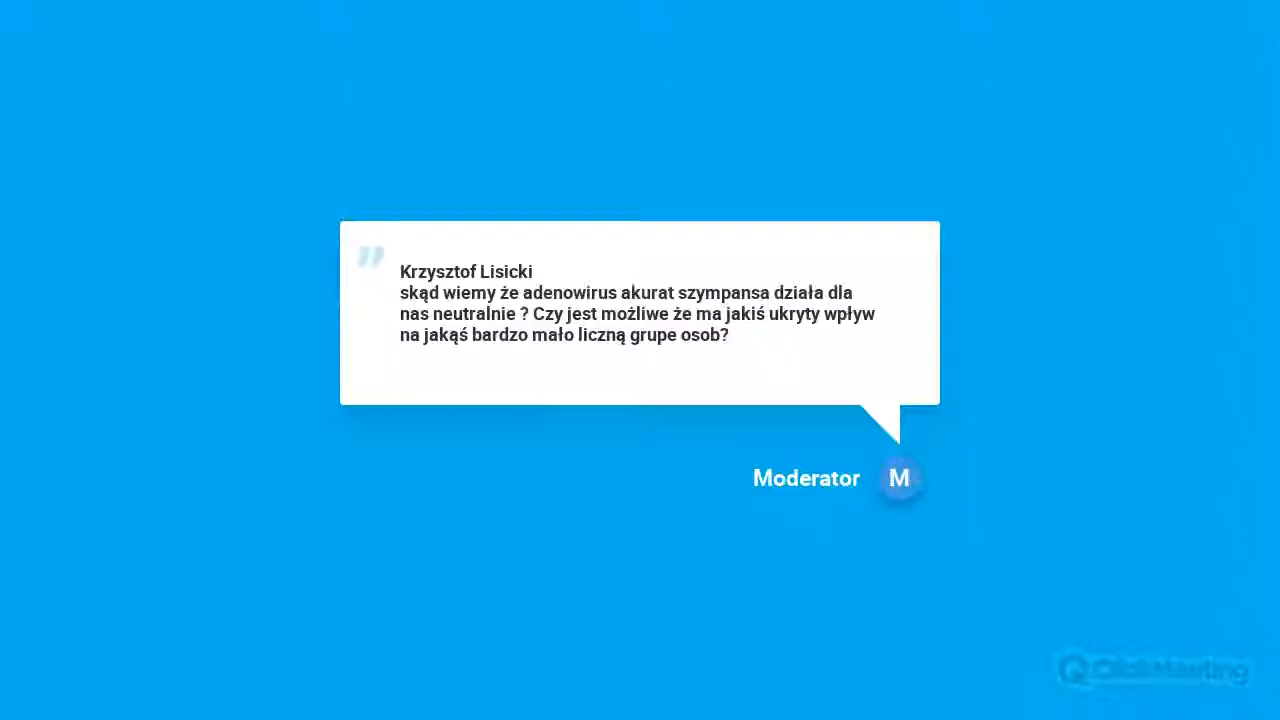 Krzysztof Lisicki
skąd wiemy że adenowirus akurat szympansa działa dla
nas neutralnie ? Czy jest możliwe że ma jakiś ukryty wpływ
na jakąś bardzo mało liczną grupe osob?
Moderator M
ClickMeeting